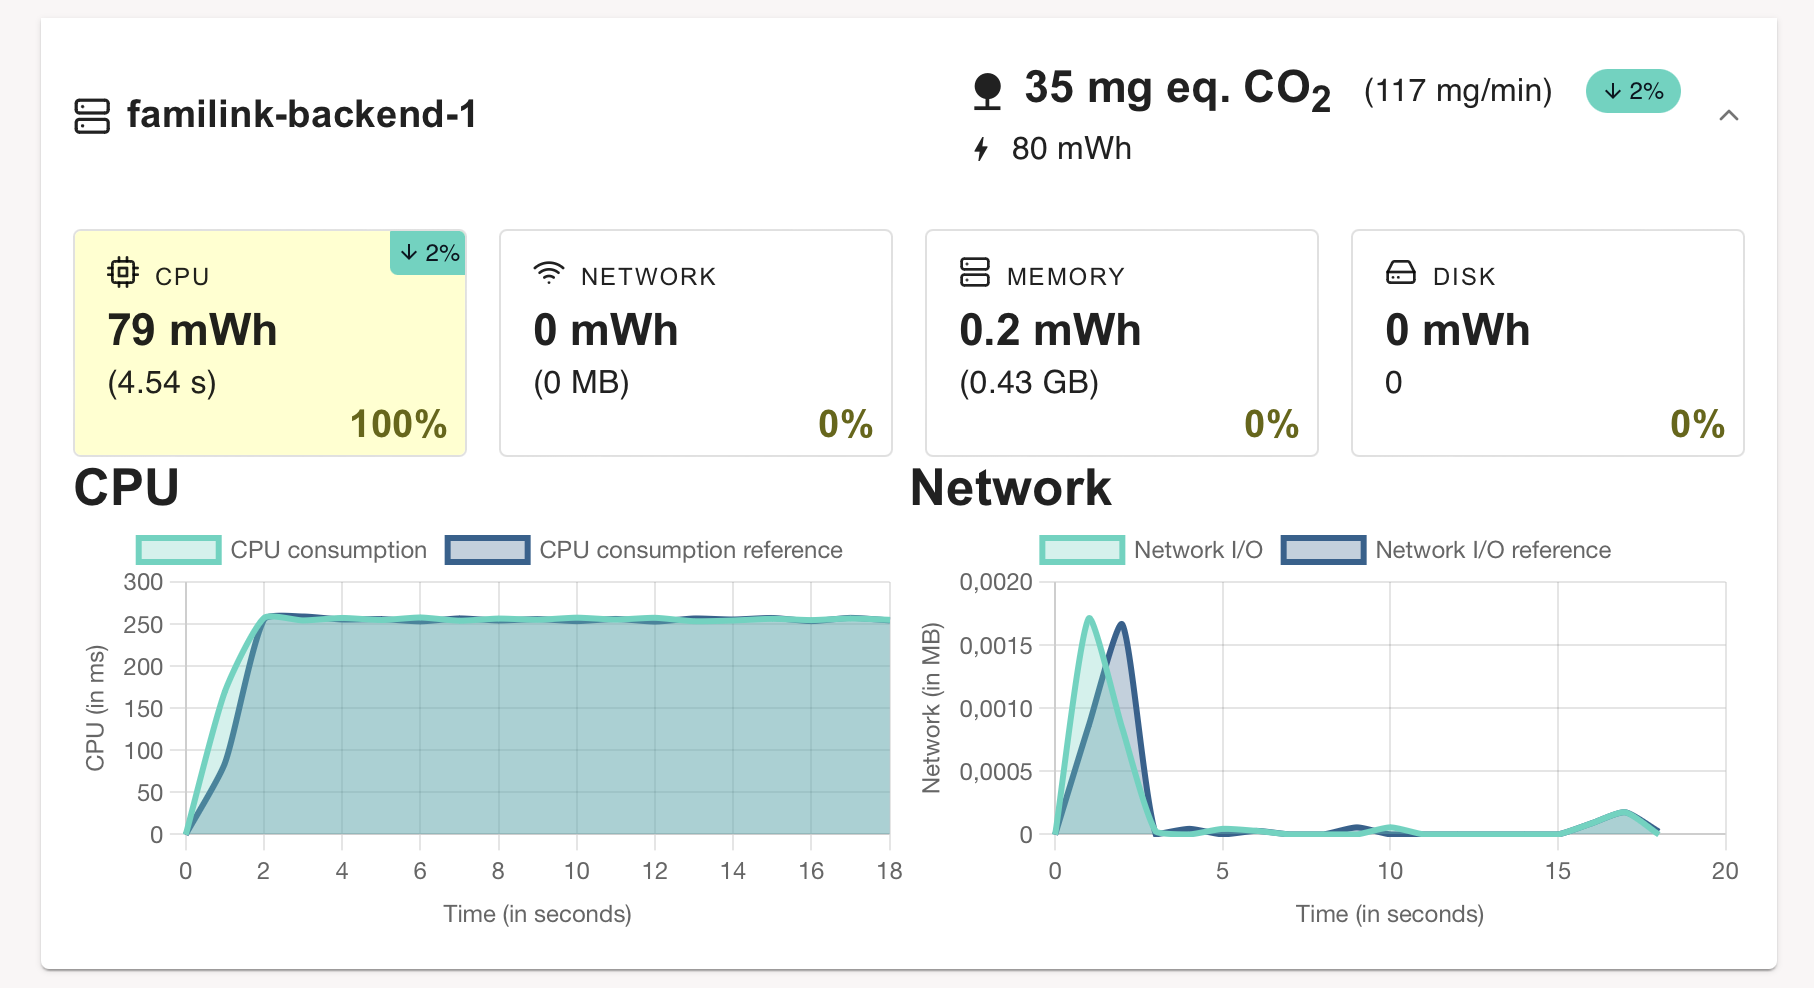 familink-backend-1
35 mg eq. CO2 (117 mg/min) ↓ 2%
80 mWh
CPU ↓ 2%
79 mWh
(4.54 s)
100%
NETWORK
0 mWh
(0 MB)
0%
MEMORY
0.2 mWh
(0.43 GB)
0%
DISK
0 mWh
0
0%
CPU
CPU consumption CPU consumption reference
300
250
200
150
100
50
0
CPU (in ms)
0 2 4 6 8 10 12 14 16 18
Time (in seconds)
Network
Network I/O Network I/O reference
0,0020
0,0015
0,0010
0,0005
0
Network (in MB)
0 5 10 15 20
Time (in seconds)